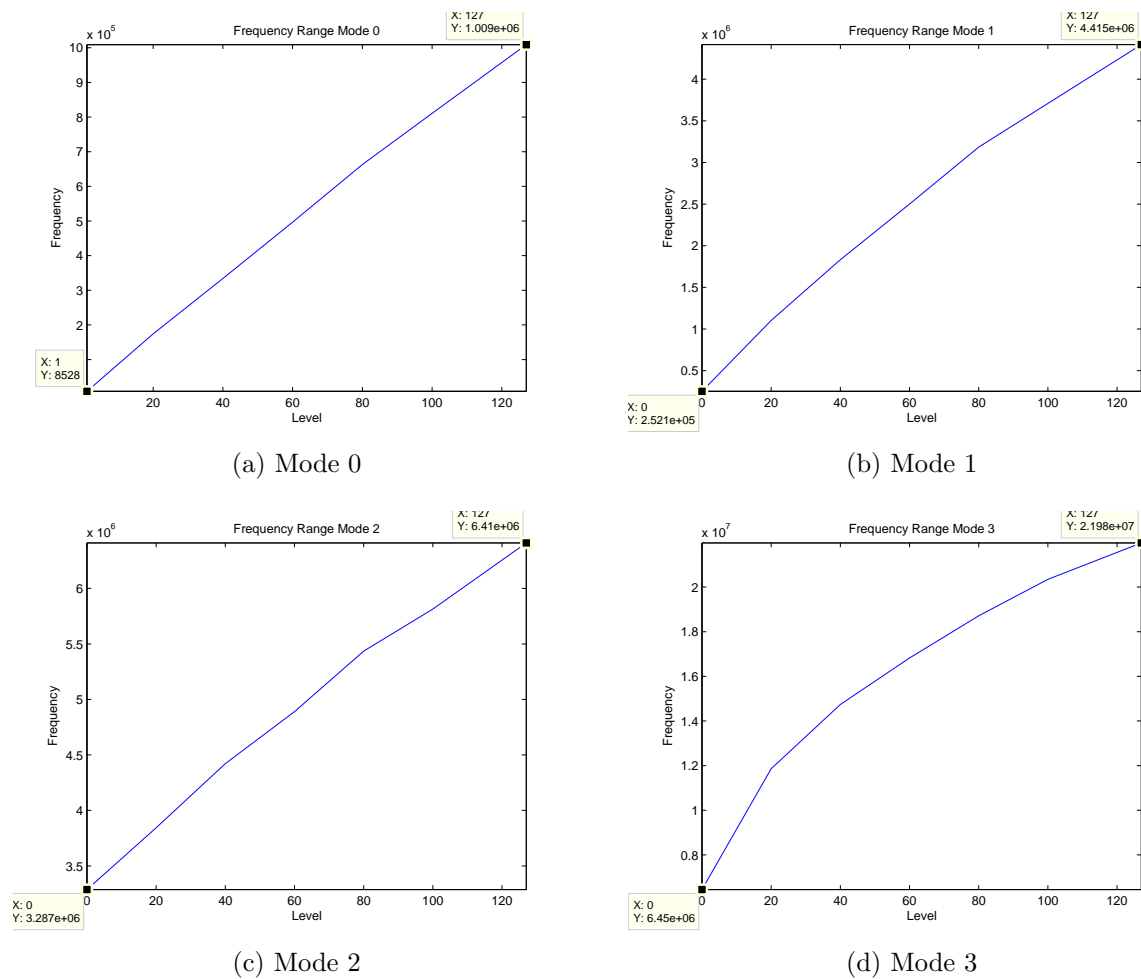 X: 127
Y: 1.009e+06
x 10^5
Frequency Range Mode 0
10
9
8
7
6
5
4
3
2
Frequency
X: 1
Y: 8528
20 40 60 80 100 120
Level
(a) Mode 0
X: 127
Y: 4.415e+06
x 10^6
Frequency Range Mode 1
4
3.5
3
2.5
2
1.5
1
0.5
Frequency
0 20 40 60 80 100 120
X: 0
Y: 2.521e+05
Level
(b) Mode 1
X: 127
Y: 6.41e+06
x 10^6
Frequency Range Mode 2
6
5.5
5
4.5
4
3.5
Frequency
0 20 40 60 80 100 120
X: 0
Y: 3.287e+06
Level
(c) Mode 2
X: 127
Y: 2.198e+07
x 10^7
Frequency Range Mode 3
2
1.8
1.6
1.4
1.2
1
0.8
Frequency
0 20 40 60 80 100 120
X: 0
Y: 6.45e+06
Level
(d) Mode 3